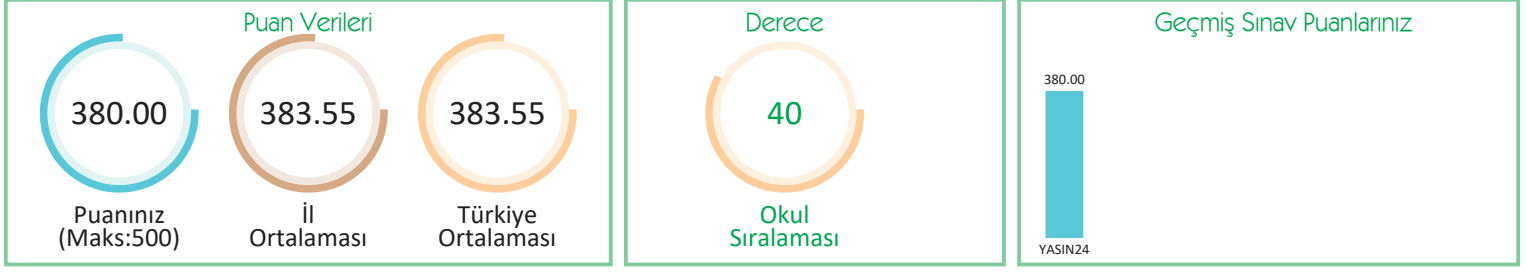 Puan Verileri
380.00
383.55
383.55
Puanınız
(Maks:500)
İl
Ortalaması
Türkiye
Ortalaması
Derece
40
Okul
Sıralaması
Geçmiş Sınav Puanlarınız
380.00
YASIN24